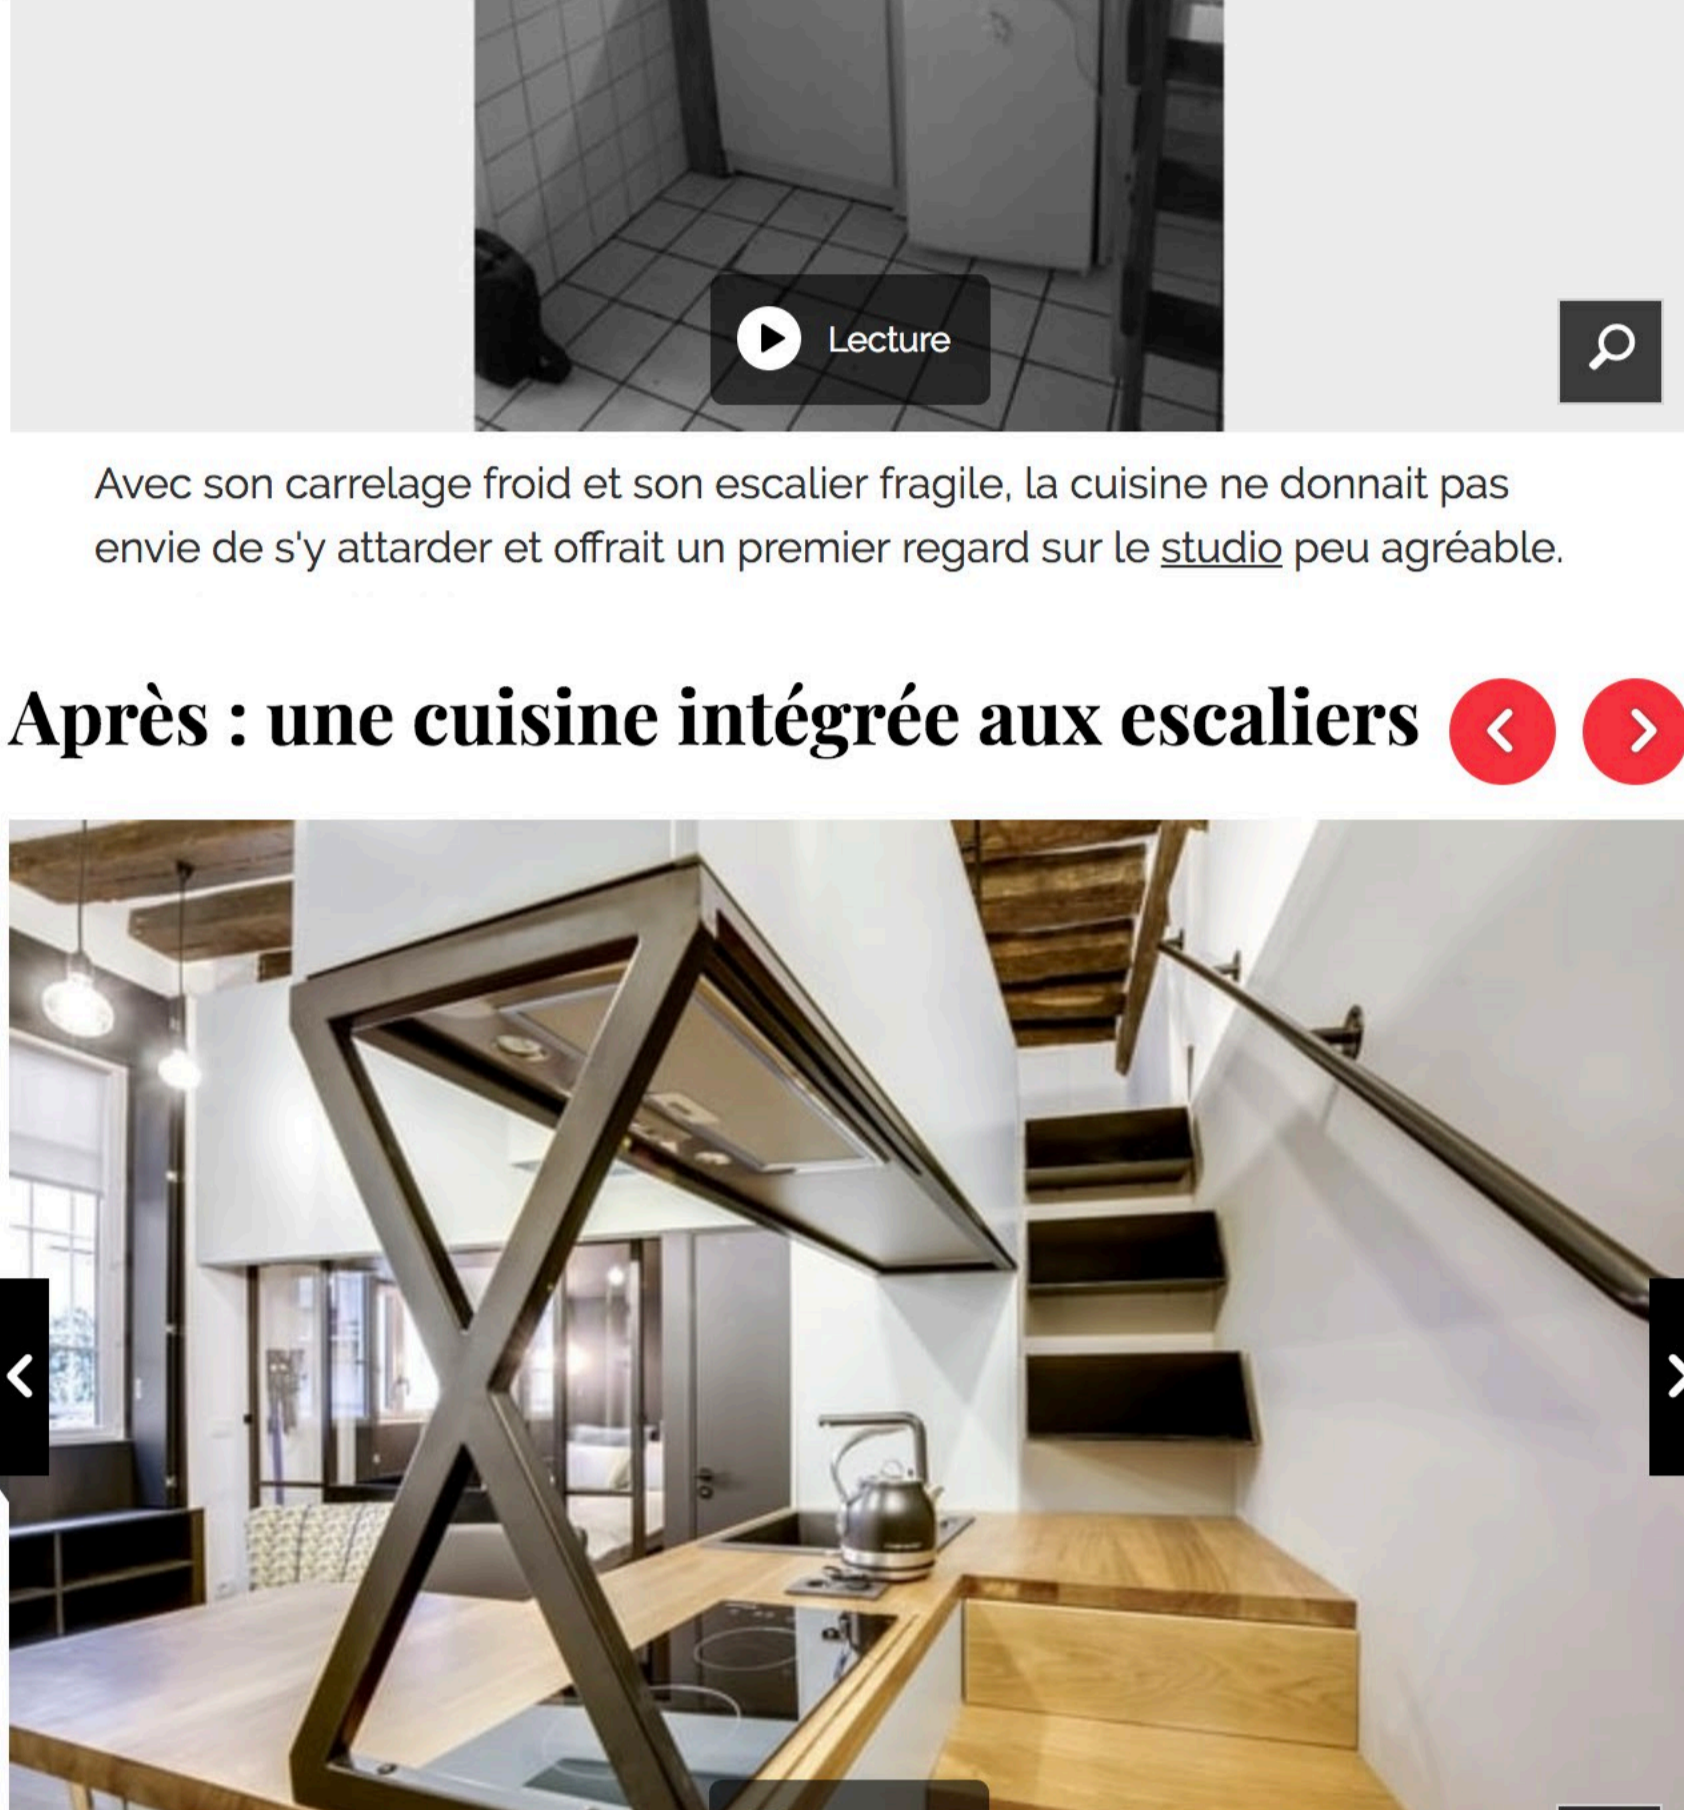 Lecture
Avec son carrelage froid et son escalier fragile, la cuisine ne donnait pas
envie de s'y attarder et offrait un premier regard sur le studio peu agréable.
Après : une cuisine intégrée aux escaliers